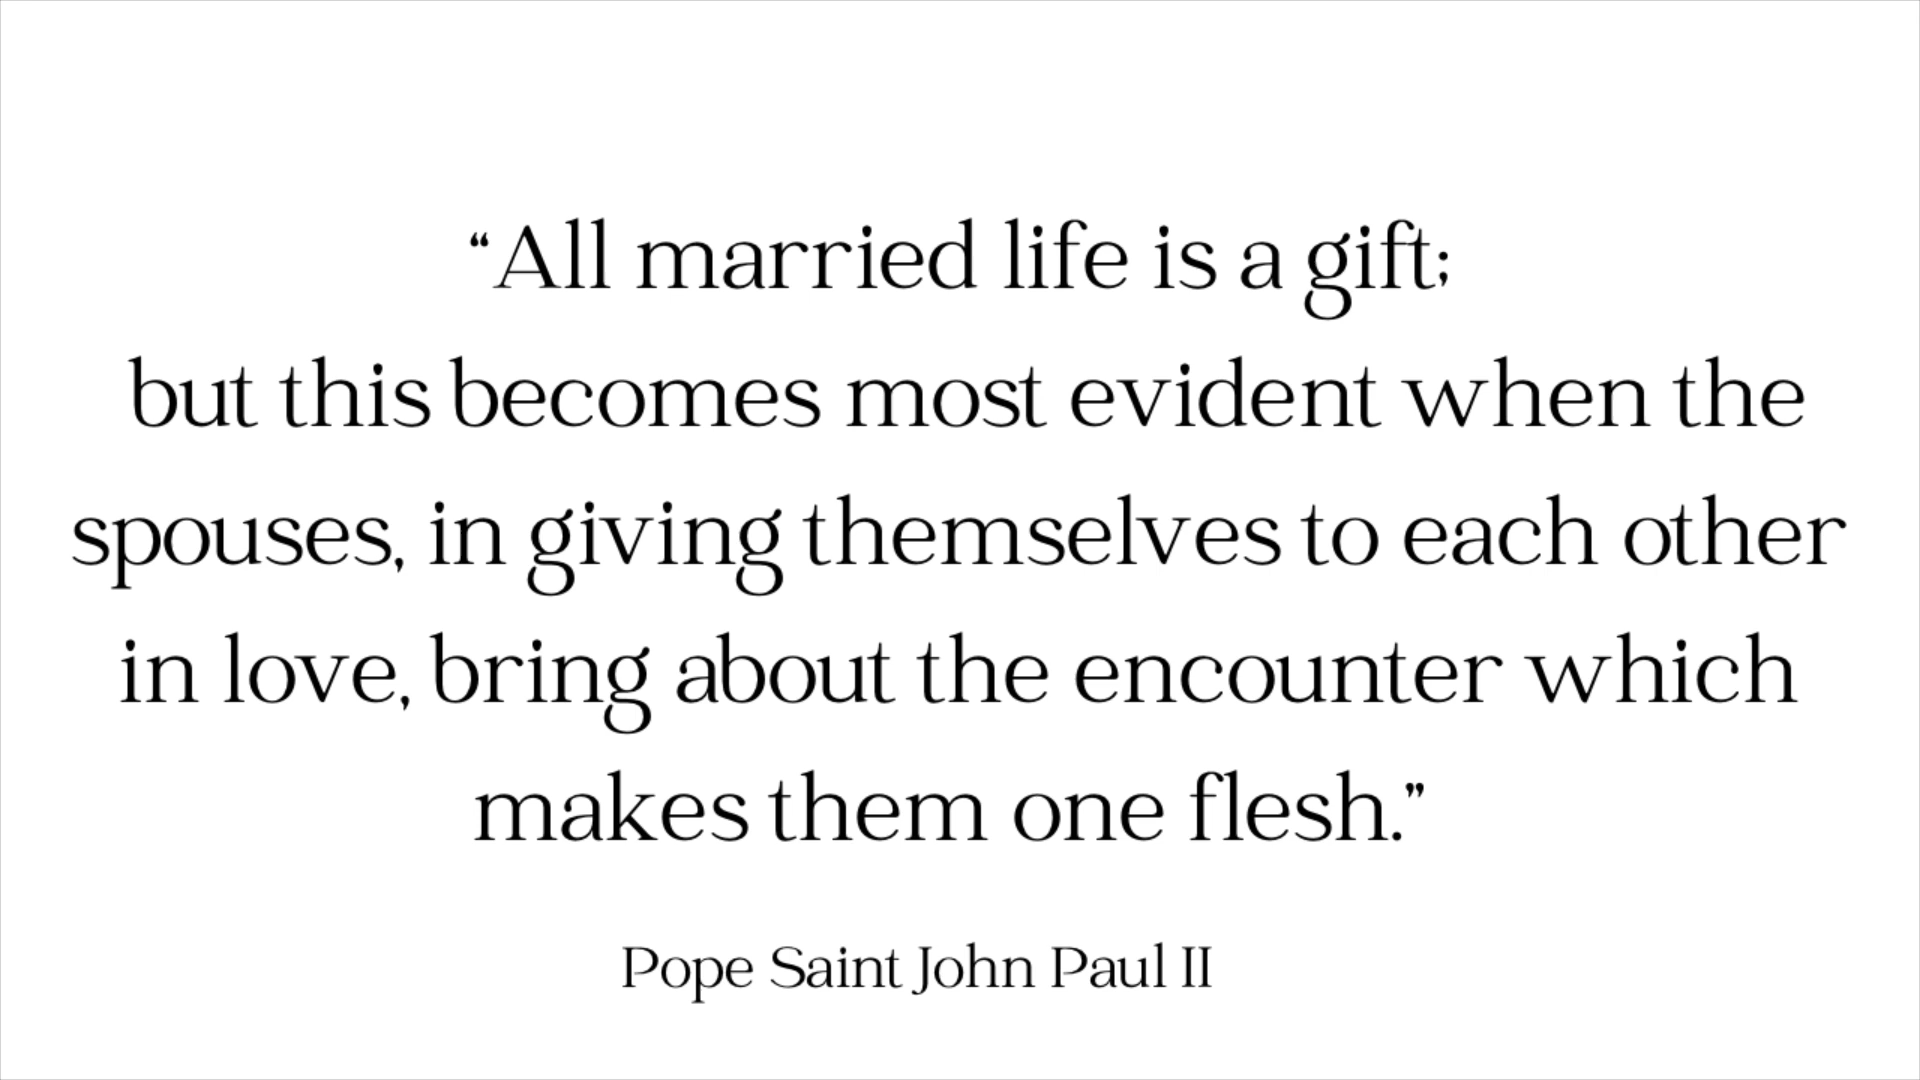 “All married life is a gift;
but this becomes most evident when the
spouses, in giving themselves to each other
in love, bring about the encounter which
makes them one flesh.”
Pope Saint John Paul II